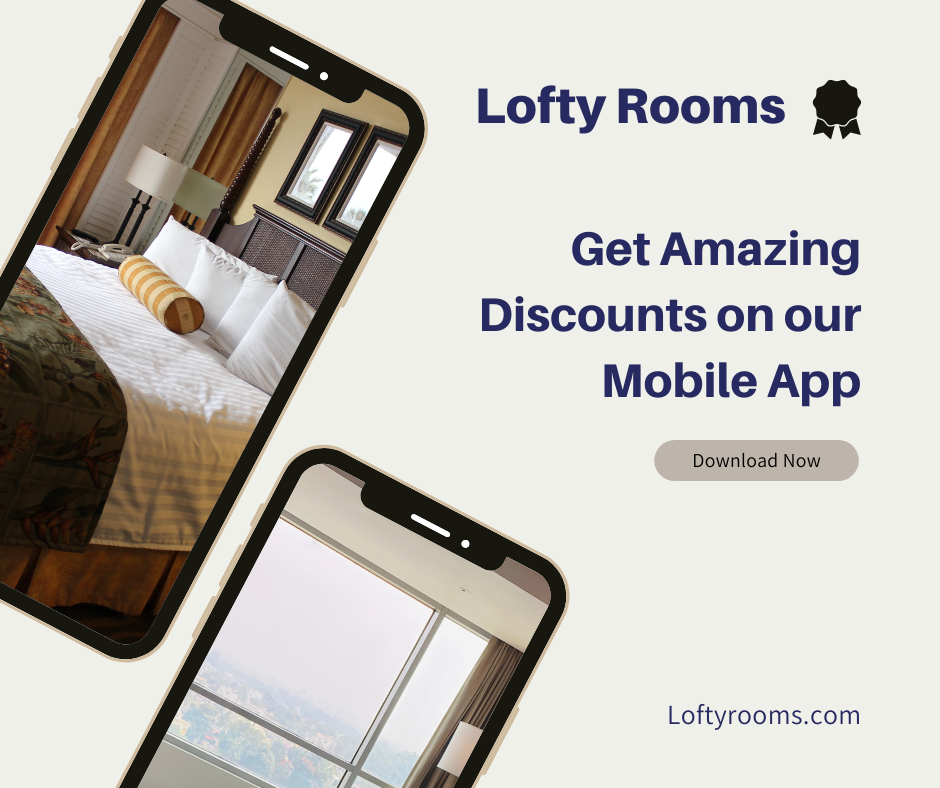 Lofty Rooms
Get Amazing
Discounts on our
Mobile App
Download Now
Loftyrooms.com